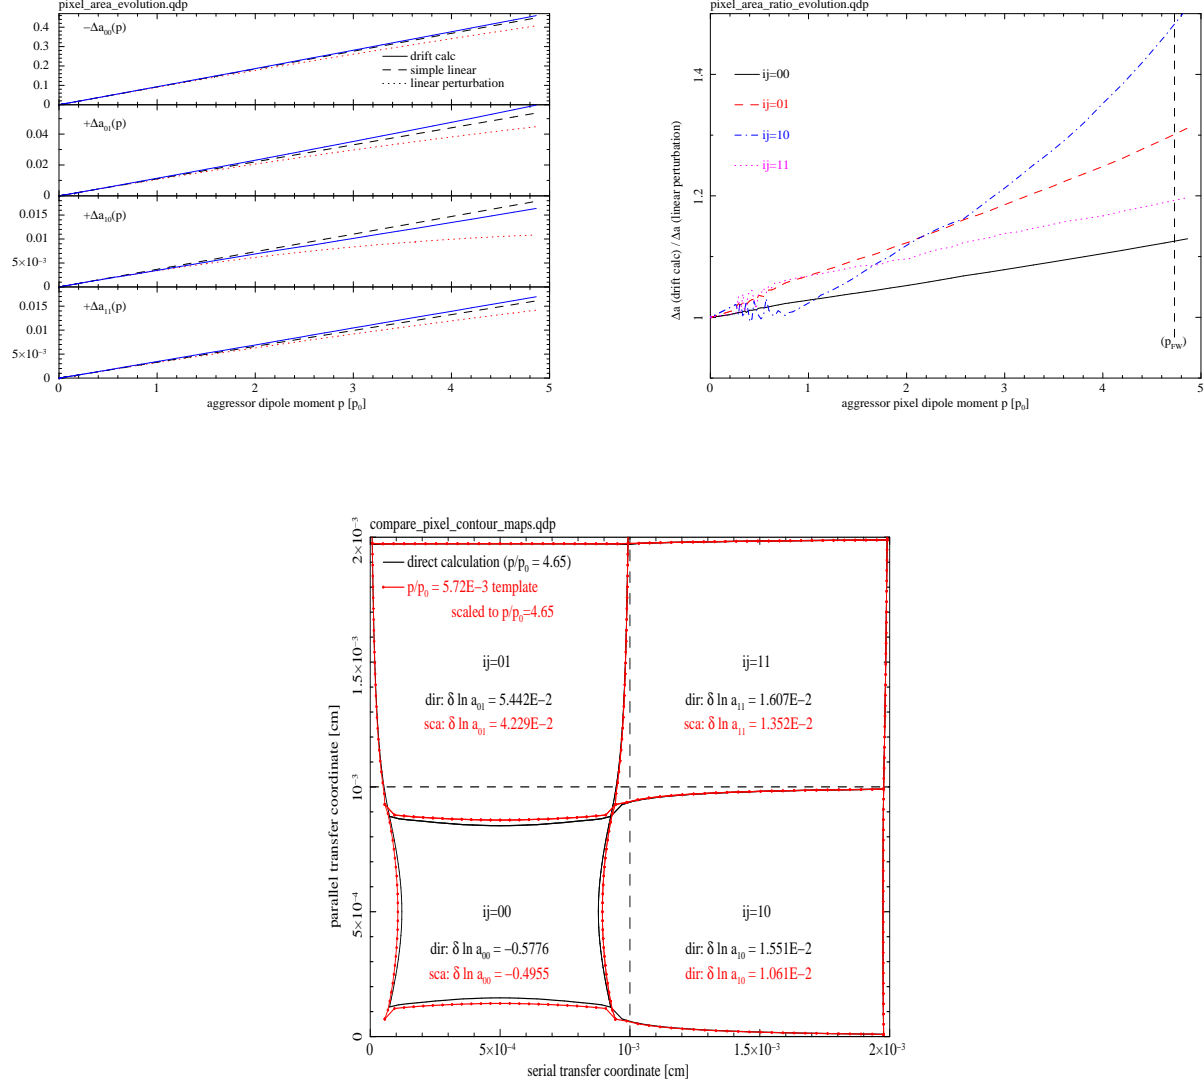 pixel_area_evolution.qdp
−Δa₀₀(p)
drift calc
simple linear
linear perturbation
0.4
0.3
0.2
0.1
0
+Δa₀₁(p)
0.04
0.02
0
+Δa₁₀(p)
0.015
0.01
5×10⁻³
0
+Δa₁₁(p)
0.015
0.01
5×10⁻³
0
0 1 2 3 4 5
aggressor dipole moment p [p₀]
pixel_area_ratio_evolution.qdp
Δa (drift calc) / Δa (linear perturbation)
1.4
1.2
1
ij=00
ij=01
ij=10
ij=11
(p_FW)
0 1 2 3 4 5
aggressor pixel dipole moment p [p₀]
compare_pixel_contour_maps.qdp
direct calculation (p/p₀ = 4.65)
p/p₀ = 5.72E−3 template
scaled to p/p₀=4.65
ij=01
dir: δ ln a₀₁ = 5.442E−2
sca: δ ln a₀₁ = 4.229E−2
ij=11
dir: δ ln a₁₁ = 1.607E−2
sca: δ ln a₁₁ = 1.352E−2
ij=00
dir: δ ln a₀₀ = −0.5776
sca: δ ln a₀₀ = −0.4955
ij=10
dir: δ ln a₁₀ = 1.551E−2
dir: δ ln a₁₀ = 1.061E−2
parallel transfer coordinate [cm]
2×10⁻³
1.5×10⁻³
10⁻³
5×10⁻⁴
0
0 5×10⁻⁴ 10⁻³ 1.5×10⁻³ 2×10⁻³
serial transfer coordinate [cm]